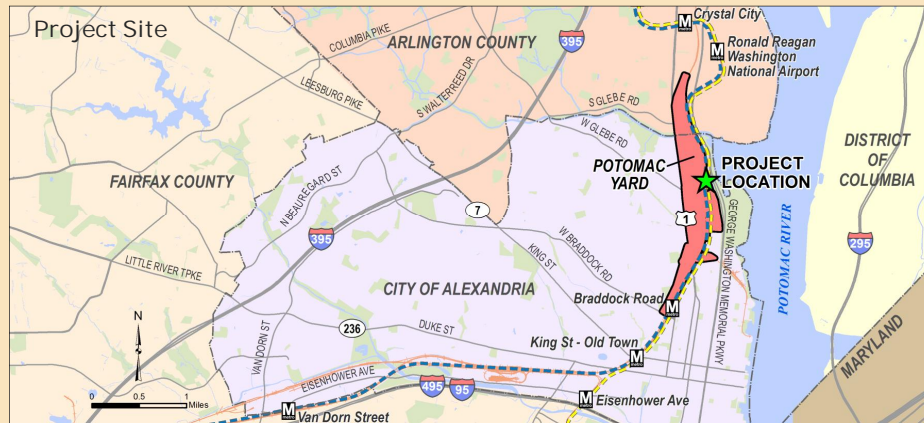 Project Site
Crystal City
COLUMBIA PIKE
ARLINGTON COUNTY
395
Ronald Reagan
Washington
National Airport
LEESBURG PIKE
S WALTER REED DR
S GLEBE RD
W GLEBE RD
POTOMAC
YARD
PROJECT
LOCATION
DISTRICT
OF
COLUMBIA
FAIRFAX COUNTY
N BEAUREGARD ST
7
1
395
KING ST
W BRADDOCK RD
GEORGE WASHINGTON MEMORIAL PKWY
POTOMAC RIVER
295
LITTLE RIVER TPKE
CITY OF ALEXANDRIA
Braddock Road
M
N
236
DUKE ST
VAN DORN ST
King St - Old Town
MARYLAND
EISENHOWER AVE
495
95
Eisenhower Ave
0
0.5
1
Miles
Van Dorn Street